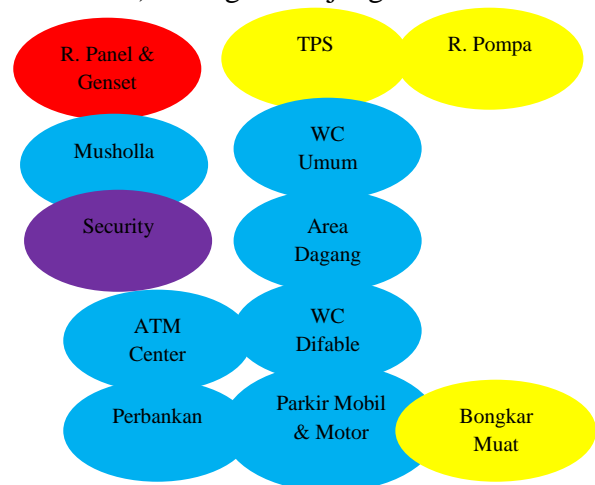 R. Panel &
Genset
TPS
R. Pompa
Musholla
WC
Umum
Security
Area
Dagang
ATM
Center
WC
Difable
Perbankan
Parkir Mobil
& Motor
Bongkar
Muat